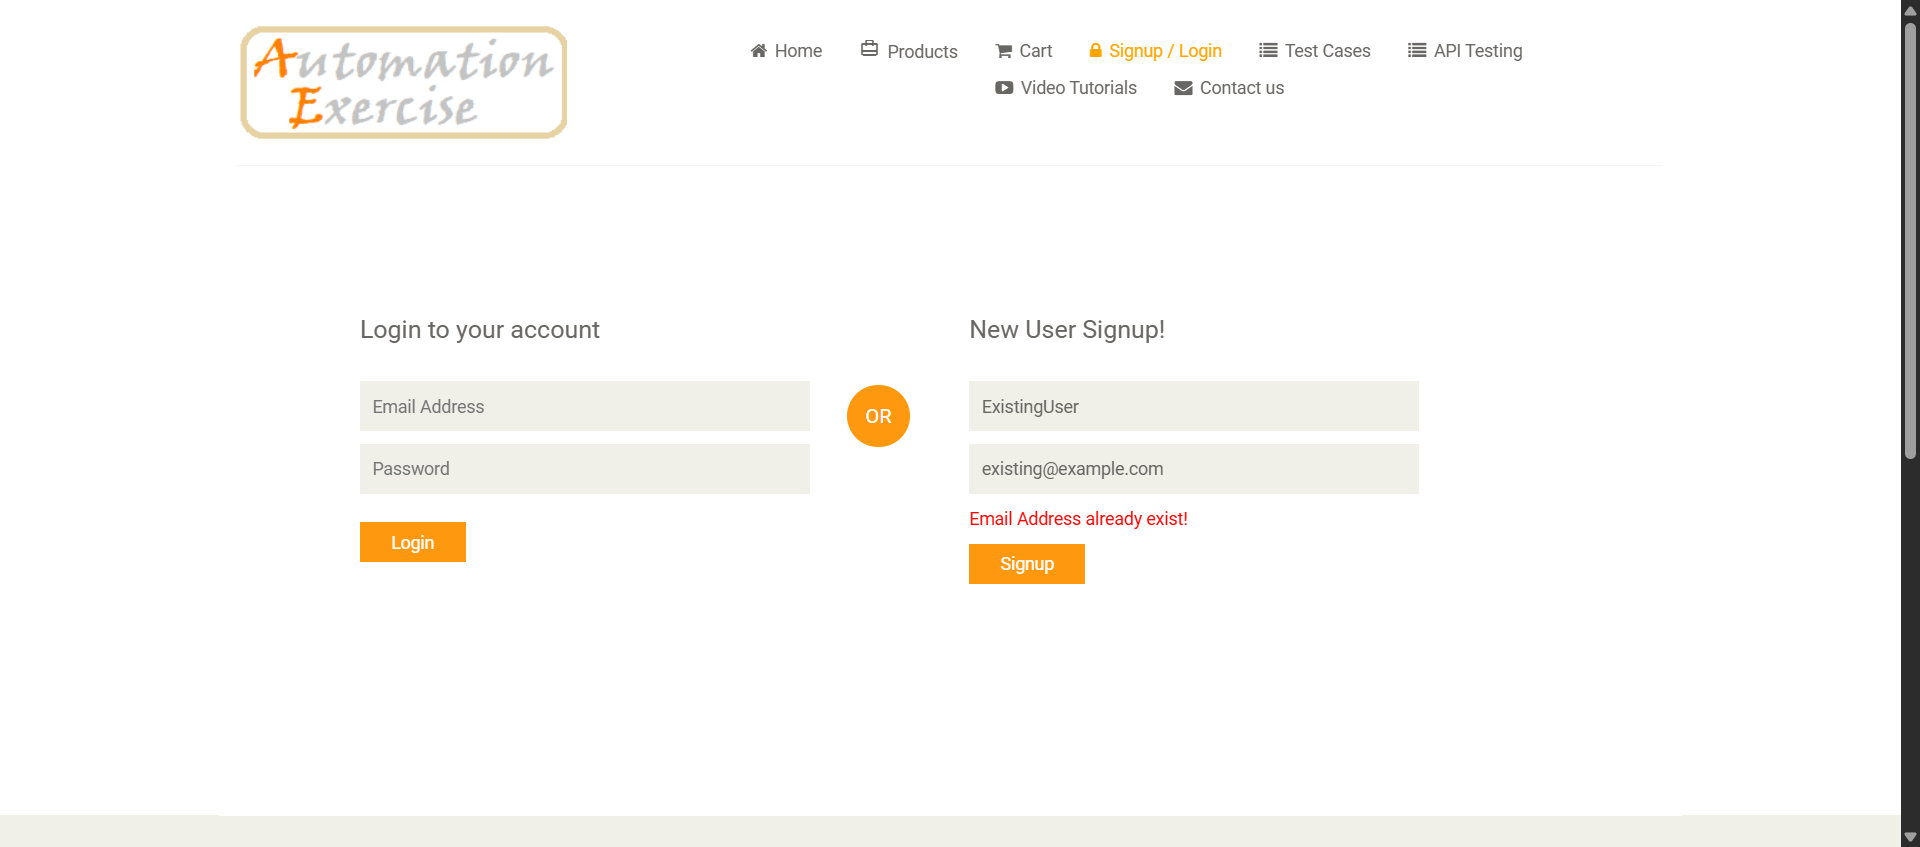 Automation
Exercise
Home
Products
Cart
Signup / Login
Test Cases
API Testing
Video Tutorials
Contact us
Login to your account
Email Address
Password
Login
OR
New User Signup!
ExistingUser
existing@example.com
Email Address already exist!
Signup